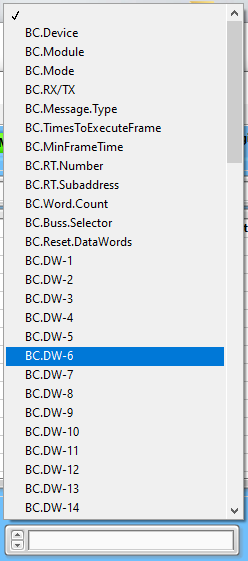 ✓
BC.Device
BC.Module
BC.Mode
BC.RX/TX
BC.Message.Type
BC.TimesToExecuteFrame
BC.MinFrameTime
BC.RT.Number
BC.RT.Subaddress
BC.Word.Count
BC.Buss.Selector
BC.Reset.DataWords
BC.DW-1
BC.DW-2
BC.DW-3
BC.DW-4
BC.DW-5
BC.DW-6
BC.DW-7
BC.DW-8
BC.DW-9
BC.DW-10
BC.DW-11
BC.DW-12
BC.DW-13
BC.DW-14